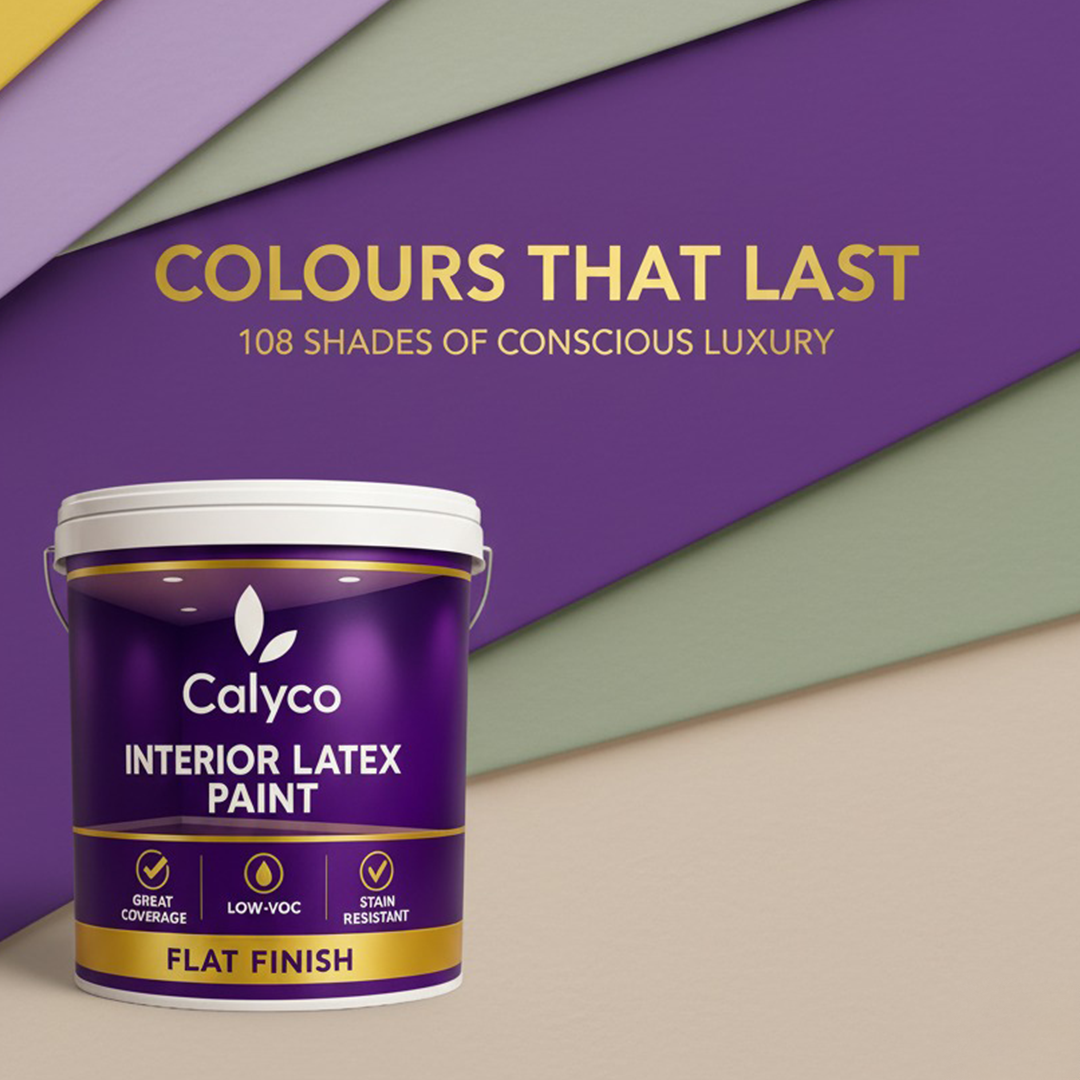 COLOURS THAT LAST
108 SHADES OF CONSCIOUS LUXURY
Calyco
INTERIOR LATEX
PAINT
GREAT
COVERAGE
LOW-VOC
STAIN
RESISTANT
FLAT FINISH